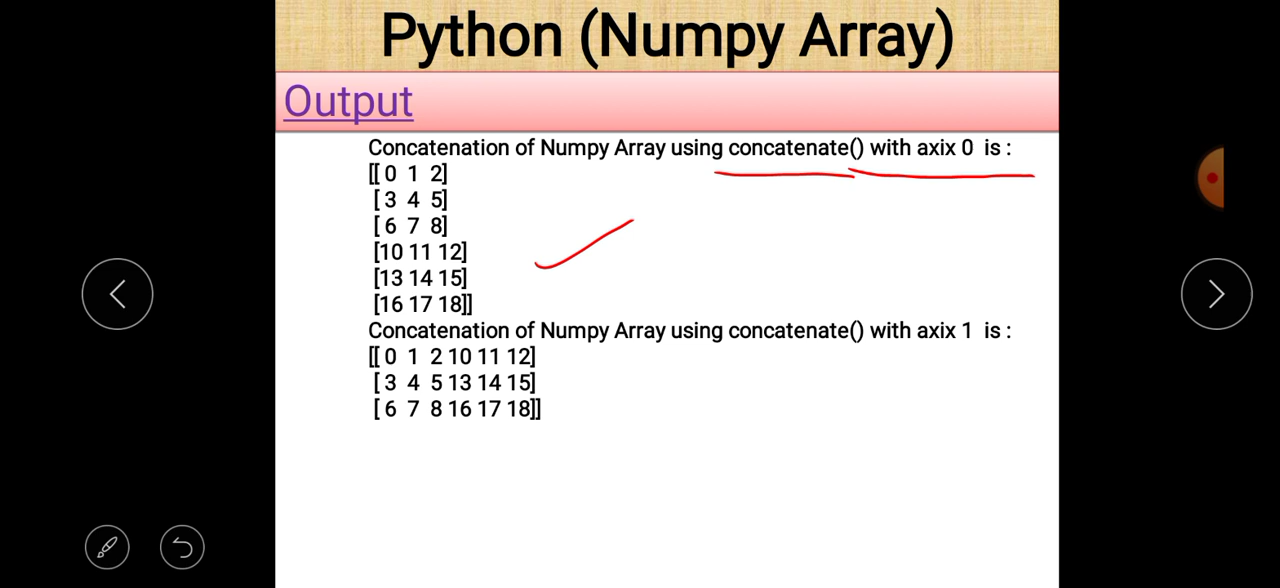 Python (Numpy Array)
Output
Concatenation of Numpy Array using concatenate() with axix 0 is :
[[ 0 1 2]
[ 3 4 5]
[ 6 7 8]
[10 11 12]
[13 14 15]
[16 17 18]]
Concatenation of Numpy Array using concatenate() with axix 1 is :
[[ 0 1 2 10 11 12]
[ 3 4 5 13 14 15]
[ 6 7 8 16 17 18]]